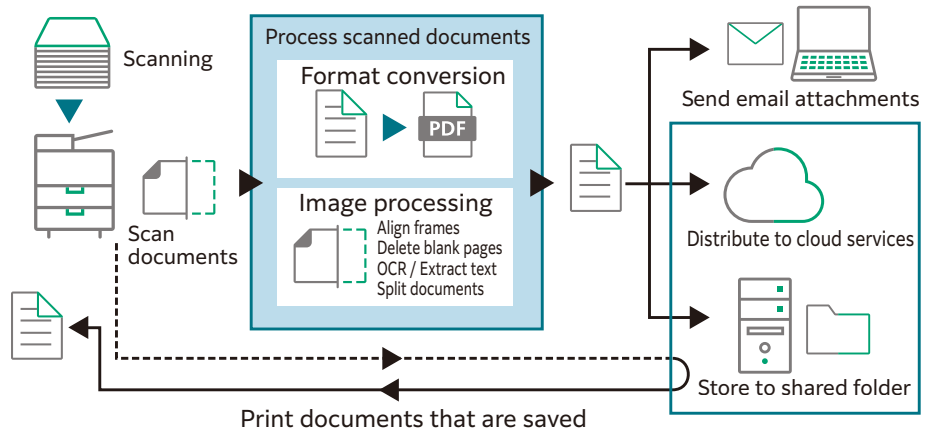 Scanning
Scan
documents
Process scanned documents
Format conversion
PDF
Image processing
Align frames
Delete blank pages
OCR / Extract text
Split documents
Send email attachments
Distribute to cloud services
Store to shared folder
Print documents that are saved